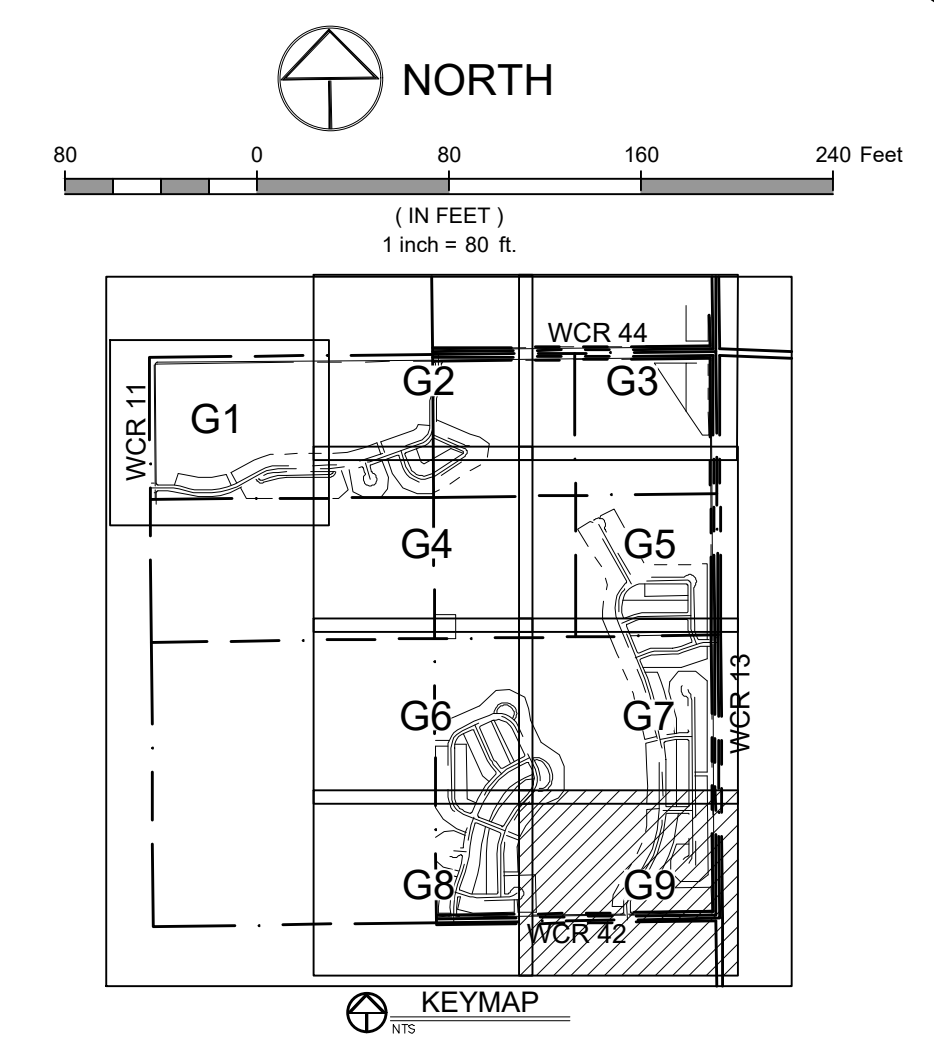 NORTH
80 0 80 160 240 Feet
( IN FEET )
1 inch = 80 ft.
WCR 44
G2 G3
WCR 11
G1
G4 G5
WCR 13
G6 G7
G8 G9
WCR 42
KEYMAP
NTS